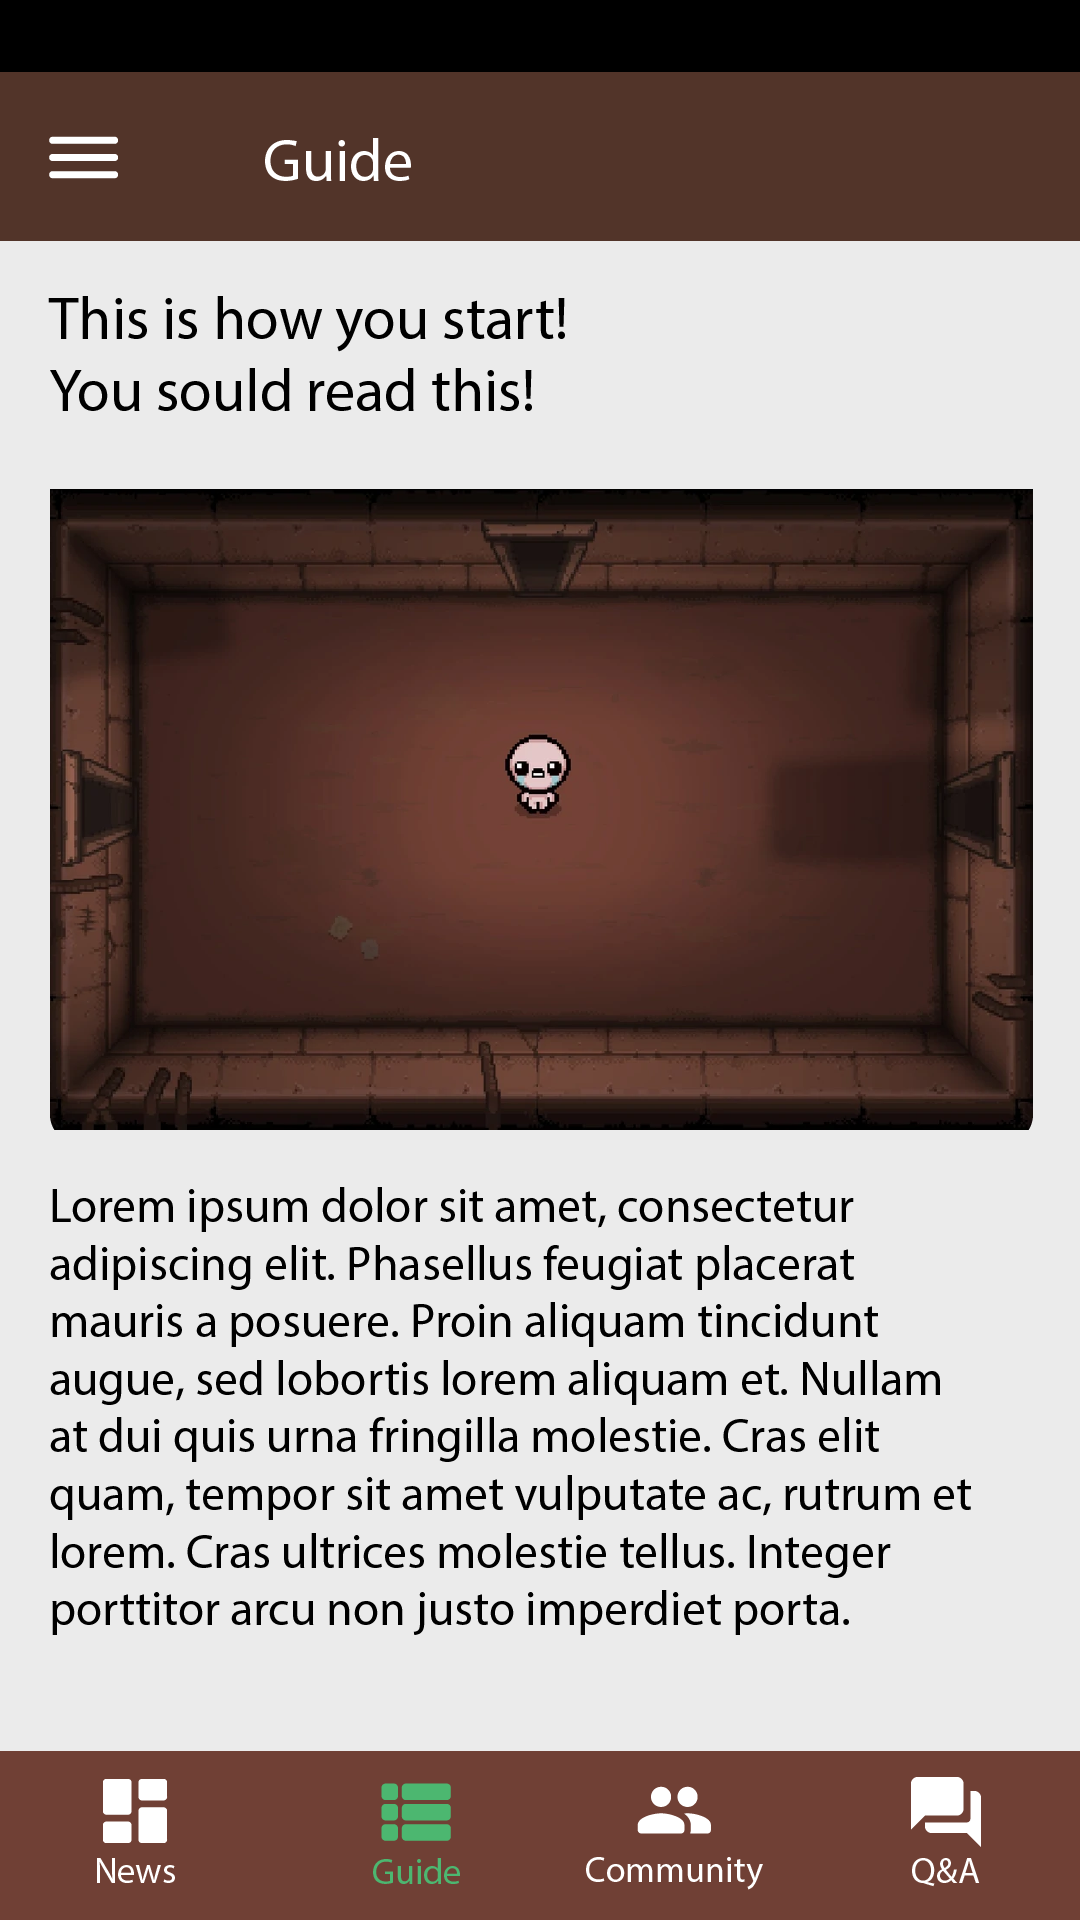 Guide
This is how you start!
You sould read this!
Lorem ipsum dolor sit amet, consectetur
adipiscing elit. Phasellus feugiat placerat
mauris a posuere. Proin aliquam tincidunt
augue, sed lobortis lorem aliquam et. Nullam
at dui quis urna fringilla molestie. Cras elit
quam, tempor sit amet vulputate ac, rutrum et
lorem. Cras ultrices molestie tellus. Integer
porttitor arcu non justo imperdiet porta.
News Guide Community Q&A